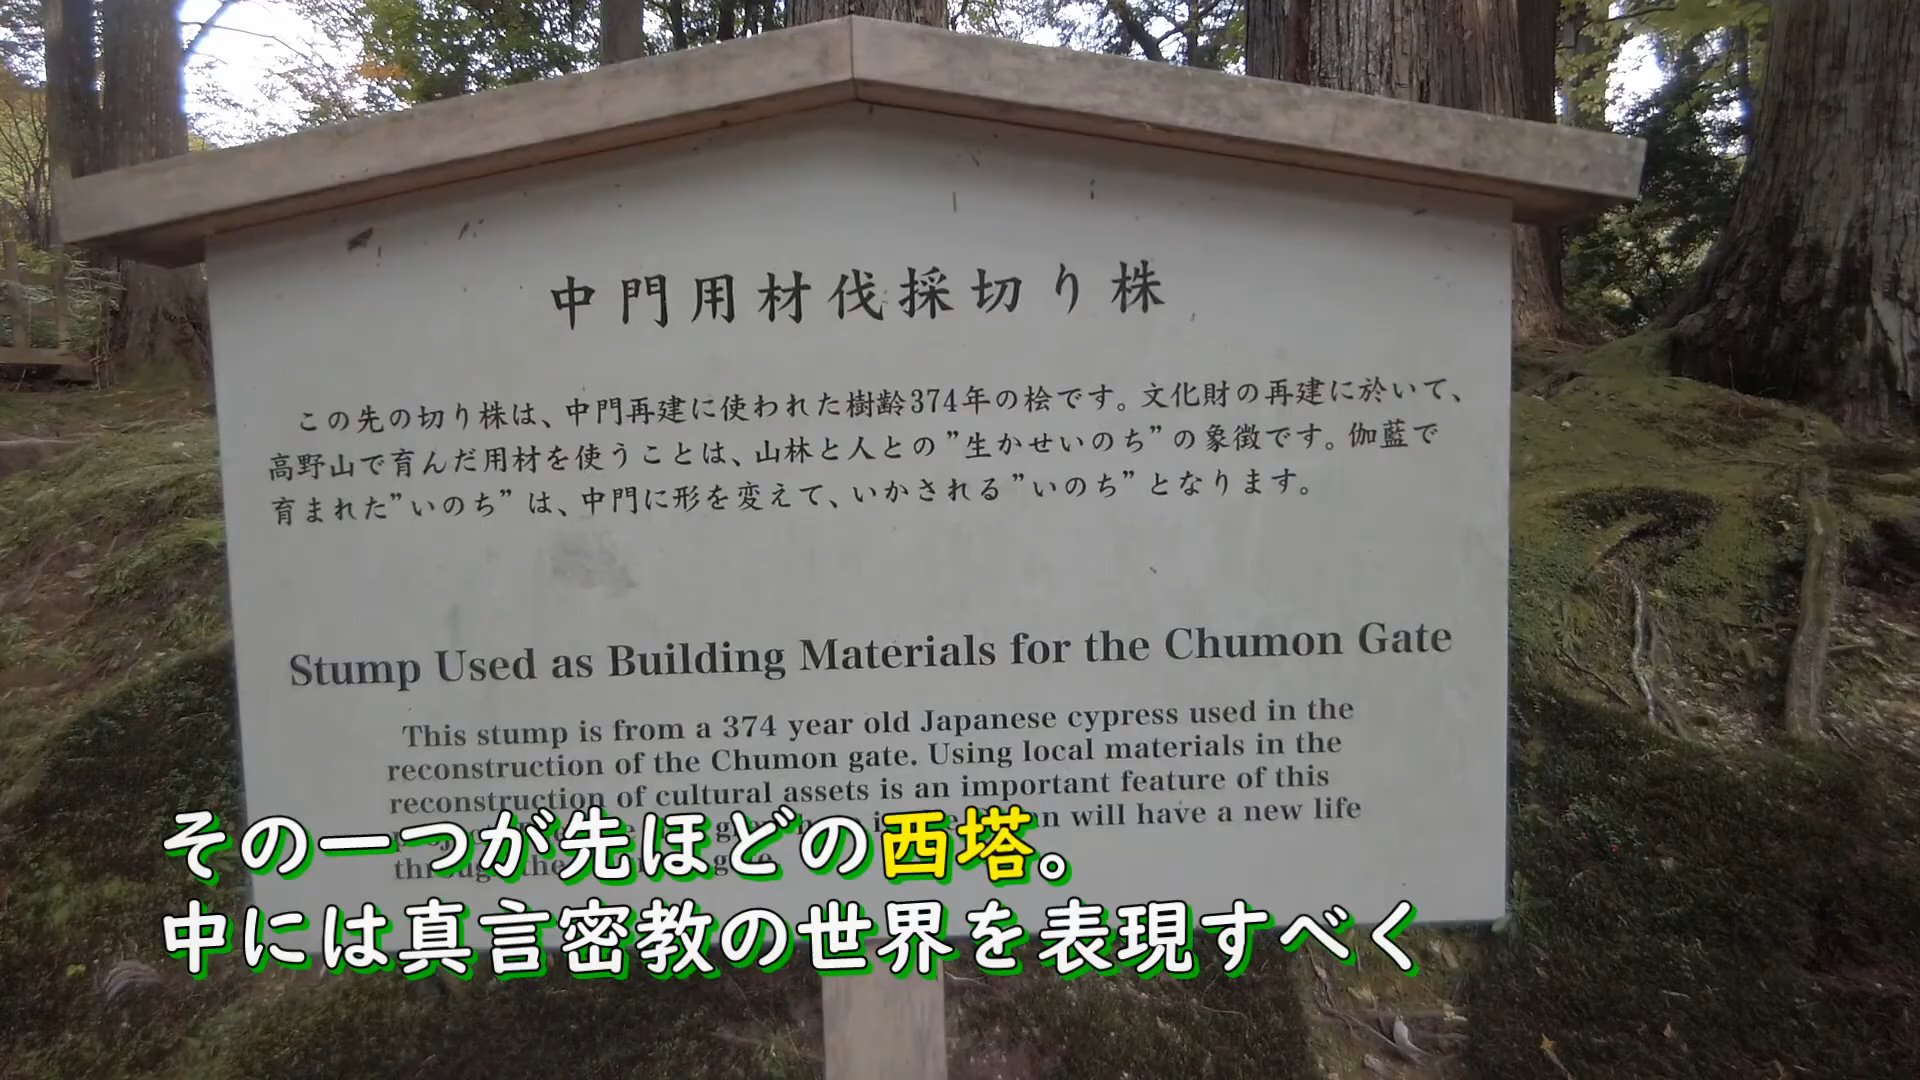 中門用材伐採切り株
この先の切り株は、中門再建に使われた樹齢374年の桧です。文化財の再建に於いて、
高野山で育んだ用材を使うことは、山林と人との”生かせいのち”の象徴です。伽藍で
育まれた”いのち”は、中門に形を変えて、いかされる”いのち”となります。
Stump Used as Building Materials for the Chumon Gate
This stump is from a 374 year old Japanese cypress used in the
reconstruction of the Chumon gate. Using local materials in the
reconstruction of cultural assets is an important feature of this
will have a new life
その一つが先ほどの西塔。
中には真言密教の世界を表現すべく